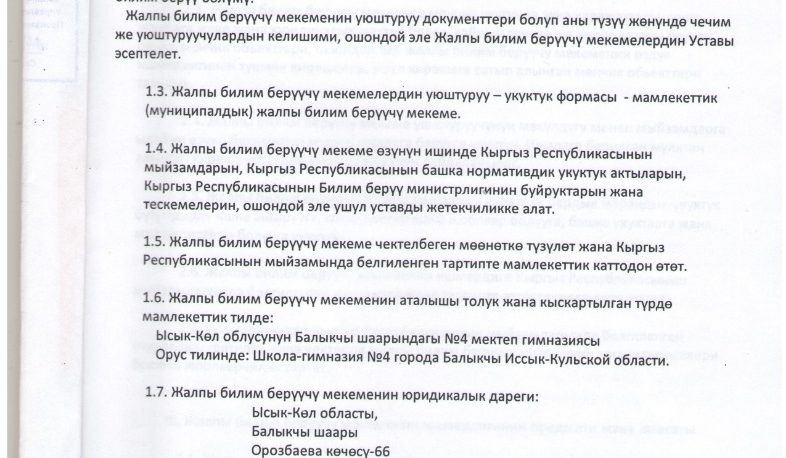 Жалпы билим берүүчү мекеменин уюштуруу документтери болуп аны түзүү жөнүндө чечим
же уюштуруучулардын келишими, ошондой эле Жалпы билим берүүчү мекемелердин Уставы
эсептелет.
1.3. Жалпы билим берүүчү мекемелердин уюштуруу – укуктук формасы - мамлекеттик
(муниципалдык) жалпы билим берүүчү мекеме.
1.4. Жалпы билим берүүчү мекеме өзүнүн ишинде Кыргыз Республикасынын
мыйзамдарын, Кыргыз Республикасынын башка нормативдик укуктук актыларын,
Кыргыз Республикасынын Билим берүү министрлигинин буйруктарын жана
тескемелерин, ошондой эле ушул уставды жетекчиликке алат.
1.5. Жалпы билим берүүчү мекеме чектелбеген мөөнөткө түзүлөт жана Кыргыз
Республикасынын мыйзамында белгиленген тартипте мамлекеттик каттодон өтөт.
1.6. Жалпы билим берүүчү мекеменин аталышы толук жана кыскартылган түрдө
мамлекеттик тилде:
Ысык-Көл облусунун Балыкчы шаарындагы №4 мектеп гимназиясы
Орус тилинде: Школа-гимназия №4 города Балыкчы Иссык-Кульской области.
1.7. Жалпы билим берүүчү мекеменин юридикалык дареги:
Ысык-Көл областы,
Балыкчы шаары
Орозбаева көчөсү-66